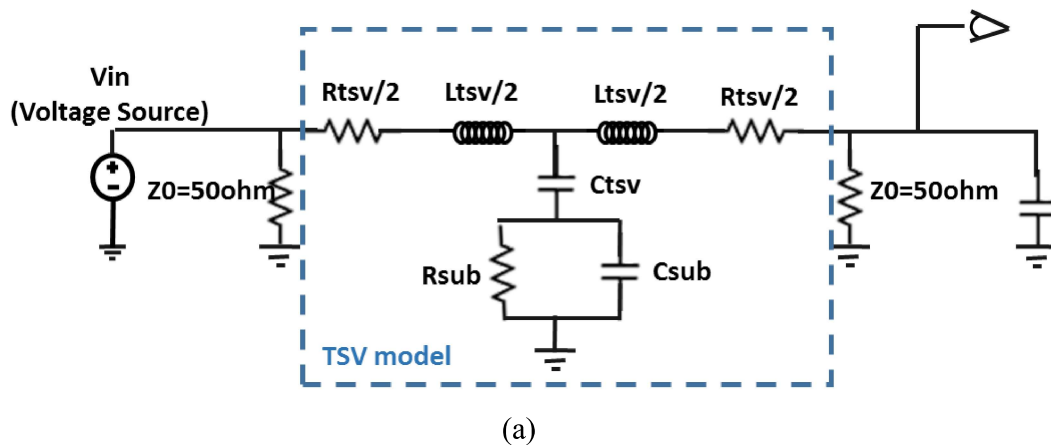 Vin
(Voltage Source)
Rtsv/2 Ltsv/2 Ltsv/2 Rtsv/2
Z0=50ohm Ctsv Z0=50ohm
Rsub Csub
TSV model
(a)